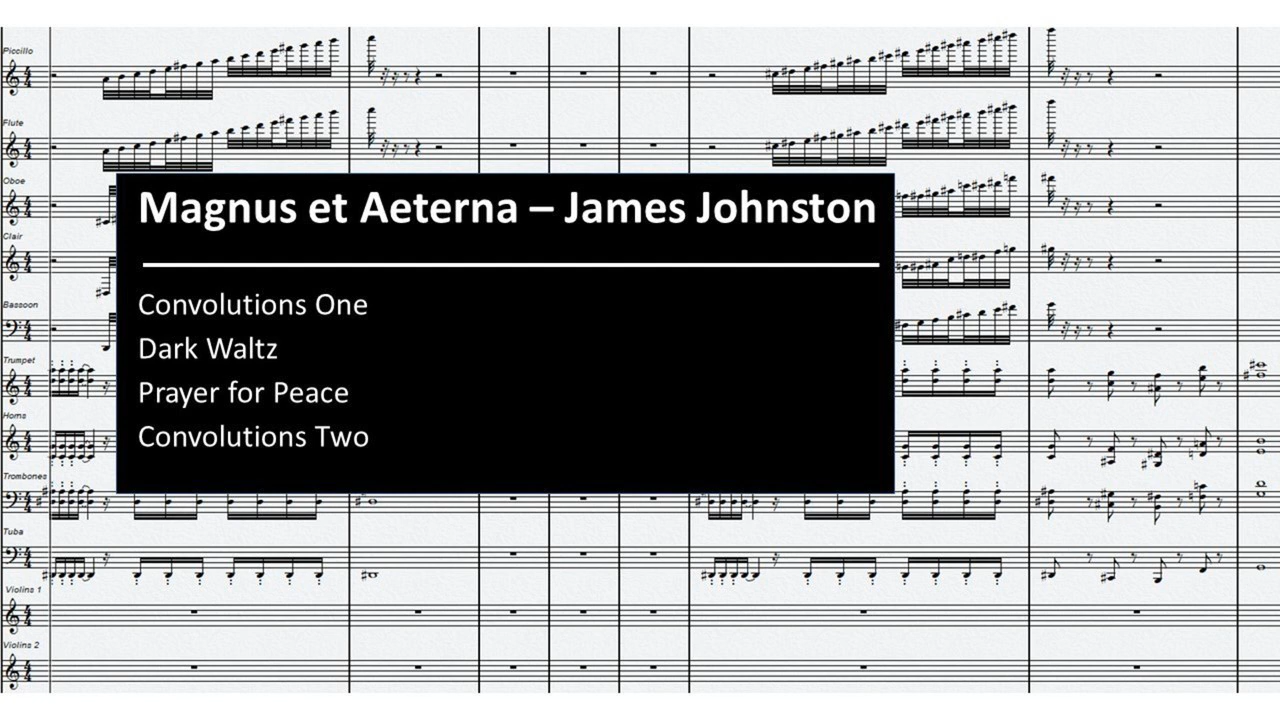 Piccillo
Flute
Oboe
Clair
Bassoon
Trumpet
Horns
Trombones
Tuba
Violins 1
Violins 2
Magnus et Aeterna – James Johnston
Convolutions One
Dark Waltz
Prayer for Peace
Convolutions Two